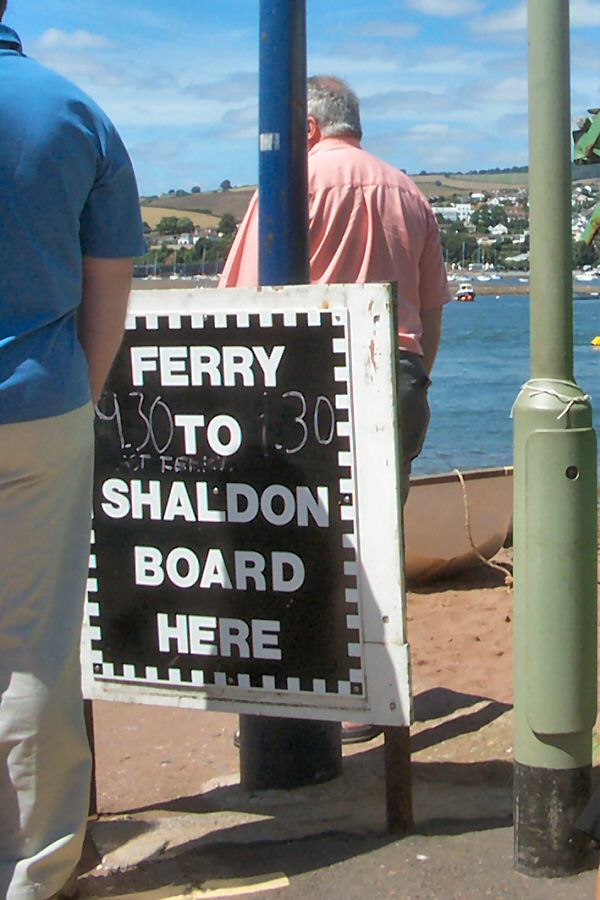 FERRY
9.30 TO 1.30
SHALDON
BOARD
HERE